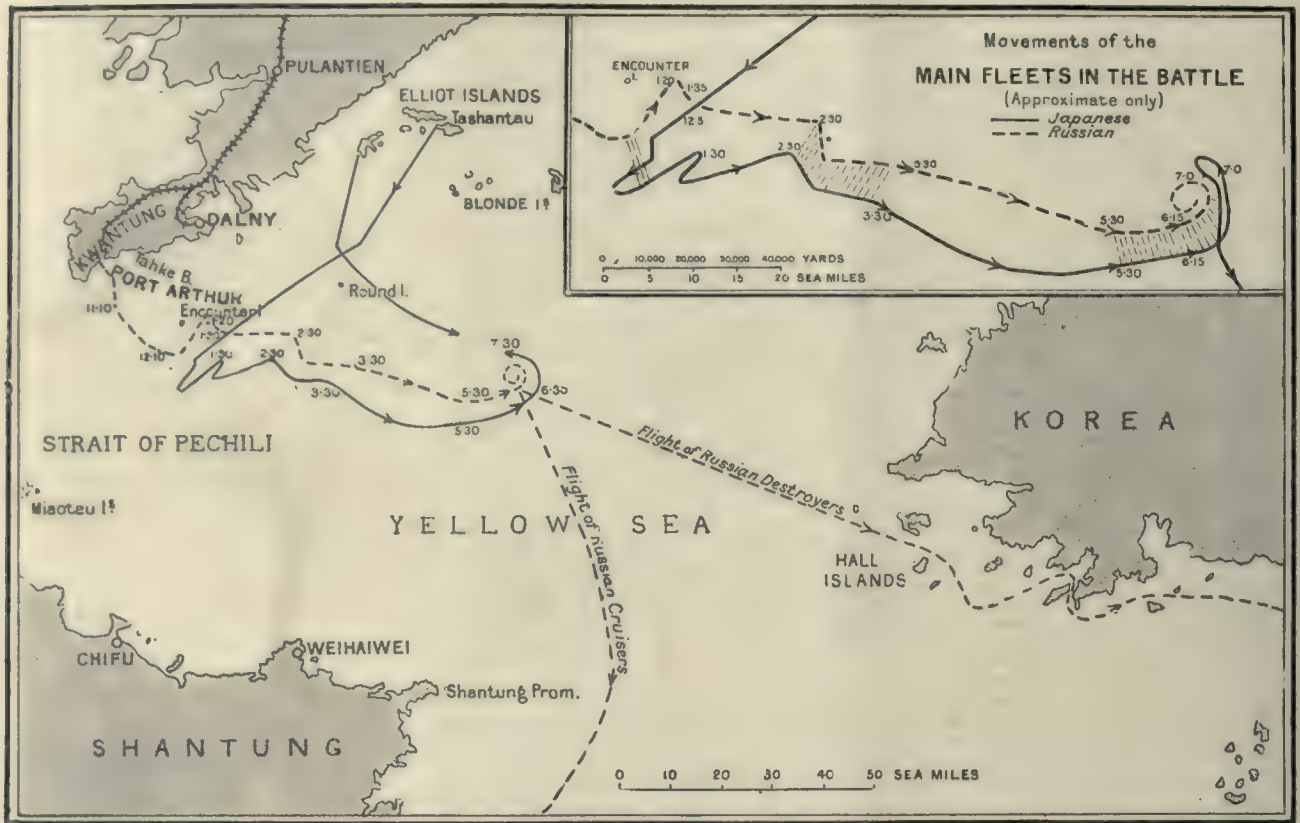 PULANTIEN
ELLIOT ISLANDS
Tashantau
BLONDE Iˢ
KWANTUNG
DALNY
Tahke B.
PORT ARTHUR
Encounter I.
Round I.
11·10
12·10
1·20
1·30
2·30
2·30
3·30
3·30
5·30
5·30
6·30
7·30
STRAIT OF PECHILI
Miaotau Iˢ
YELLOW SEA
KOREA
Flight of Russian Destroyers
Flight of Russian Cruisers
HALL
ISLANDS
CHIFU
WEIHAIWEI
Shantung Prom.
SHANTUNG
0 10 20 30 40 50 SEA MILES
Movements of the
MAIN FLEETS IN THE BATTLE
(Approximate only)
Japanese
Russian
ENCOUNTER
I.
1·20
1·35
12·5
1·30
2·30
2·30
3·30
3·30
5·30
5·30
6·15
6·15
7·0
7·0
0 10,000 20,000 30,000 40,000 YARDS
0 5 10 15 20 SEA MILES